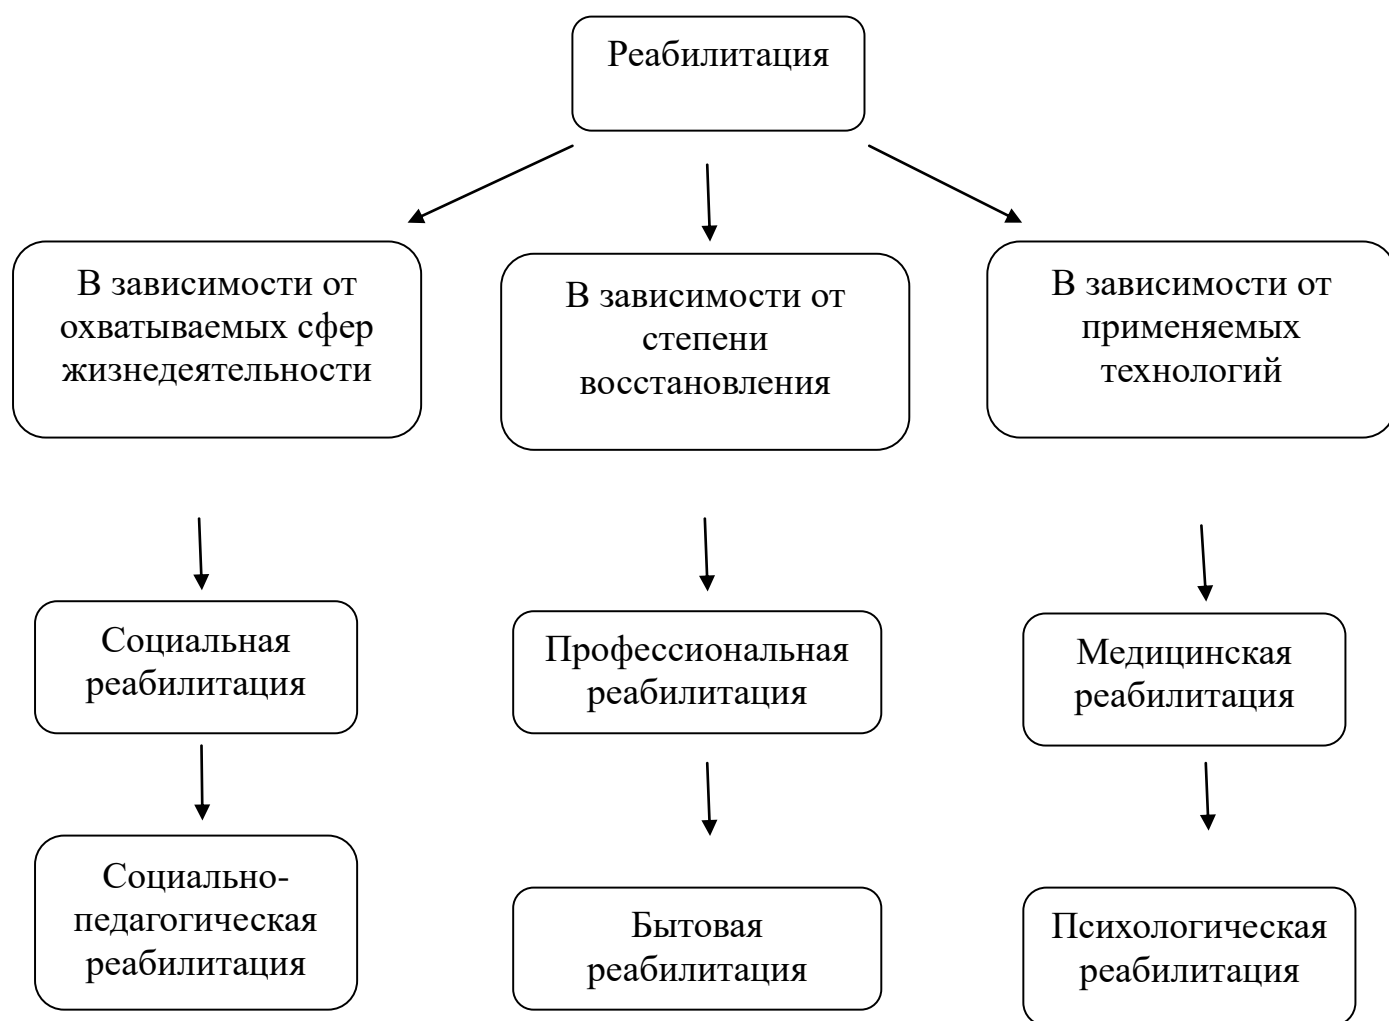 Реабилитация
В зависимости от
охватываемых сфер
жизнедеятельности
В зависимости от
степени
восстановления
В зависимости от
применяемых
технологий
Социальная
реабилитация
Профессиональная
реабилитация
Медицинская
реабилитация
Социально-
педагогическая
реабилитация
Бытовая
реабилитация
Психологическая
реабилитация